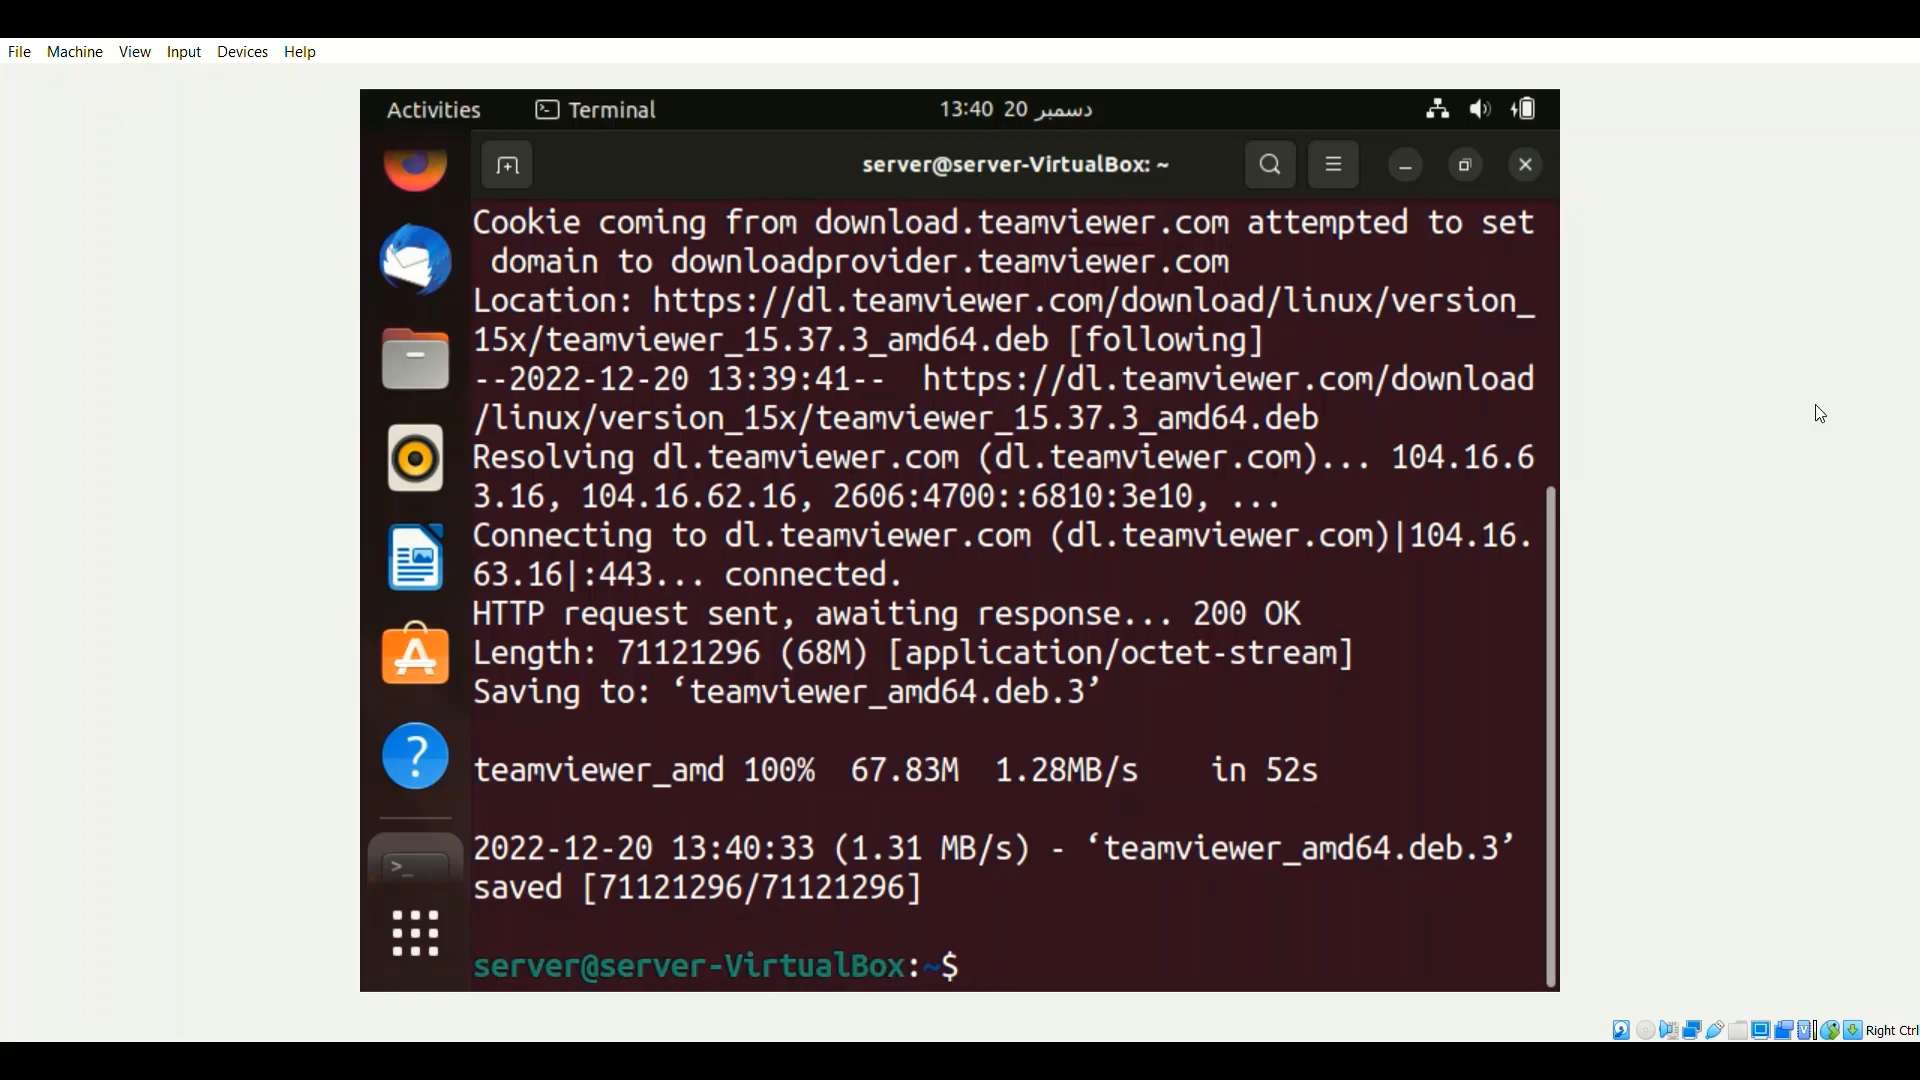 File Machine View Input Devices Help
Activities Terminal 13:40 20 دسمبر
server@server-VirtualBox: ~
Cookie coming from download.teamviewer.com attempted to set
domain to downloadprovider.teamviewer.com
Location: https://dl.teamviewer.com/download/linux/version_
15x/teamviewer_15.37.3_amd64.deb [following]
--2022-12-20 13:39:41-- https://dl.teamviewer.com/download
/linux/version_15x/teamviewer_15.37.3_amd64.deb
Resolving dl.teamviewer.com (dl.teamviewer.com)... 104.16.6
3.16, 104.16.62.16, 2606:4700::6810:3e10, ...
Connecting to dl.teamviewer.com (dl.teamviewer.com)|104.16.
63.16|:443... connected.
HTTP request sent, awaiting response... 200 OK
Length: 71121296 (68M) [application/octet-stream]
Saving to: ‘teamviewer_amd64.deb.3’
teamviewer_amd 100% 67.83M 1.28MB/s in 52s
2022-12-20 13:40:33 (1.31 MB/s) - ‘teamviewer_amd64.deb.3’
saved [71121296/71121296]
server@server-VirtualBox:~$
Right Ctrl